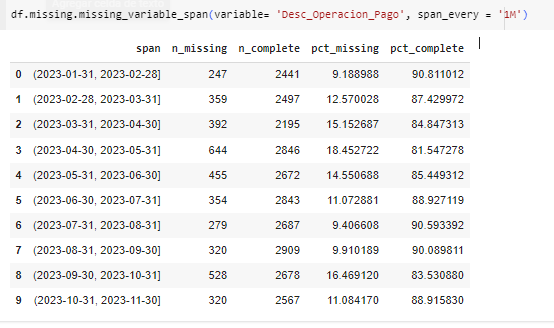 df.missing.missing_variable_span(variable= 'Desc_Operacion_Pago', span_every = '1M')
span n_missing n_complete pct_missing pct_complete
0 (2023-01-31, 2023-02-28] 247 2441 9.188988 90.811012
1 (2023-02-28, 2023-03-31] 359 2497 12.570028 87.429972
2 (2023-03-31, 2023-04-30] 392 2195 15.152687 84.847313
3 (2023-04-30, 2023-05-31] 644 2846 18.452722 81.547278
4 (2023-05-31, 2023-06-30] 455 2672 14.550688 85.449312
5 (2023-06-30, 2023-07-31] 354 2843 11.072881 88.927119
6 (2023-07-31, 2023-08-31] 279 2687 9.406608 90.593392
7 (2023-08-31, 2023-09-30] 320 2909 9.910189 90.089811
8 (2023-09-30, 2023-10-31] 528 2678 16.469120 83.530880
9 (2023-10-31, 2023-11-30] 320 2567 11.084170 88.915830